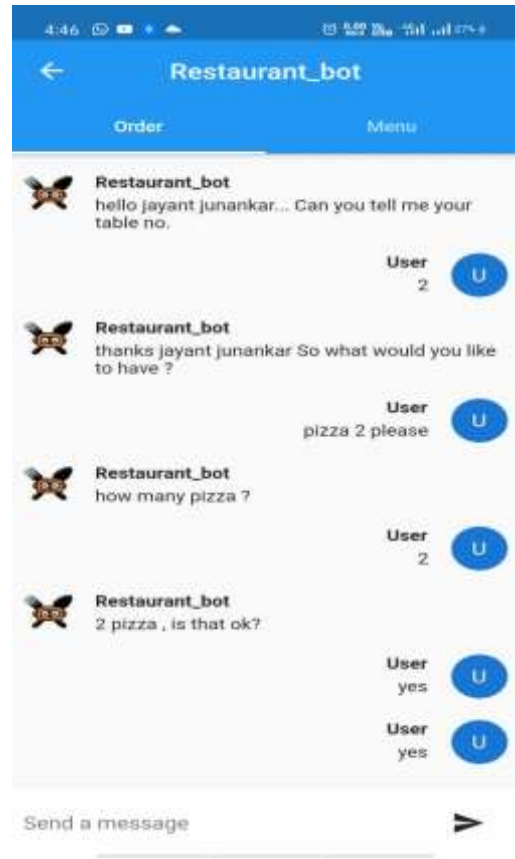 4:46
Restaurant_bot
Order Menu
Restaurant_bot
hello jayant junankar... Can you tell me your
table no.
User
2
U
Restaurant_bot
thanks jayant junankar So what would you like
to have ?
User
pizza 2 please
U
Restaurant_bot
how many pizza ?
User
2
U
Restaurant_bot
2 pizza , is that ok?
User
yes
U
User
yes
U
Send a message